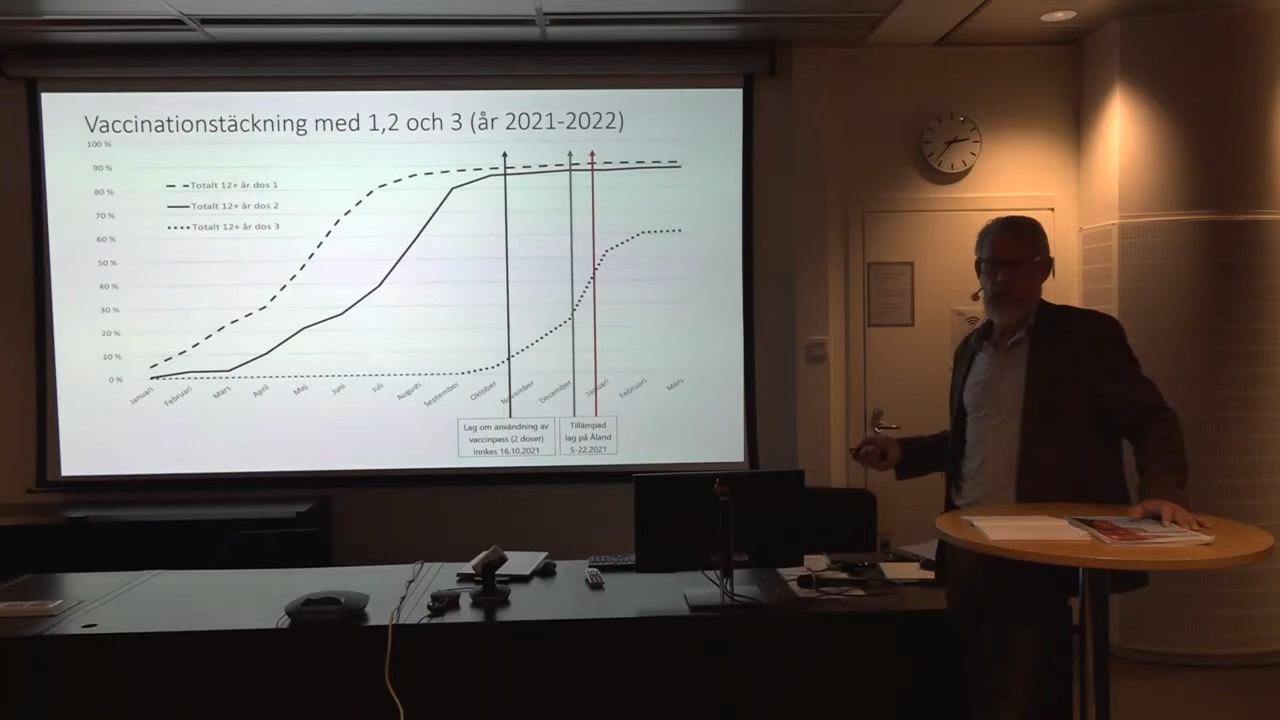 Vaccinationstäckning med 1,2 och 3 (år 2021-2022)
100 %
90 %
80 %
70 %
60 %
50 %
40 %
30 %
20 %
10 %
0 %
Totalt 12+ år dos 1
Totalt 12+ år dos 2
Totalt 12+ år dos 3
Januari
Februari
Mars
April
Maj
Juni
Juli
Augusti
September
Oktober
November
December
Januari
Februari
Mars
Lag om användning av
vaccinpass (2 doser)
inrikes 16.10.2021
Tillämpad
lag på Åland
5-22.2021